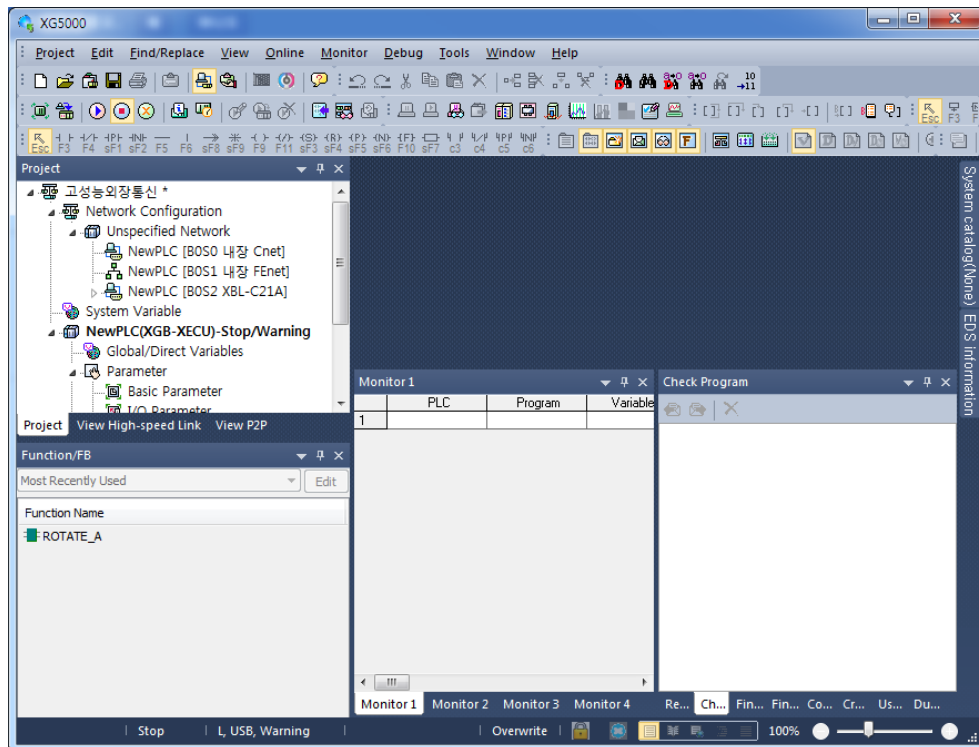 XG5000
Project Edit Find/Replace View Online Monitor Debug Tools Window Help
Esc F3 F4 sF1 sF2 F5 F6 sF8 sF9 F9 F11 sF3 sF4 sF5 sF6 F10 sF7 c3 c4 c5 c6
Project
고성능외장통신 *
Network Configuration
Unspecified Network
NewPLC [B0S0 내장 Cnet]
NewPLC [B0S1 내장 FEnet]
NewPLC [B0S2 XBL-C21A]
System Variable
NewPLC(XGB-XECU)-Stop/Warning
Global/Direct Variables
Parameter
Basic Parameter
I/O Parameter
Project View High-speed Link View P2P
Function/FB
Most Recently Used Edit
Function Name
ROTATE_A
Monitor 1
PLC Program Variable
1
Monitor 1 Monitor 2 Monitor 3 Monitor 4
Check Program
Re... Ch... Fin... Fin... Co... Cr... Us... Du...
System catalog(None) EDS information
Stop L, USB, Warning Overwrite 100%